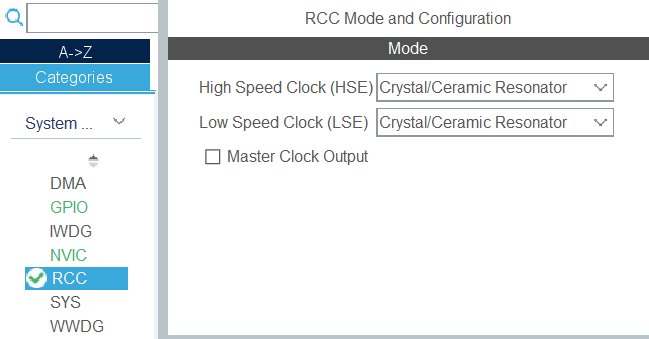 RCC Mode and Configuration
A->Z
Mode
Categories
High Speed Clock (HSE) Crystal/Ceramic Resonator
System ...
Low Speed Clock (LSE) Crystal/Ceramic Resonator
Master Clock Output
DMA
GPIO
IWDG
NVIC
RCC
SYS
WWDG